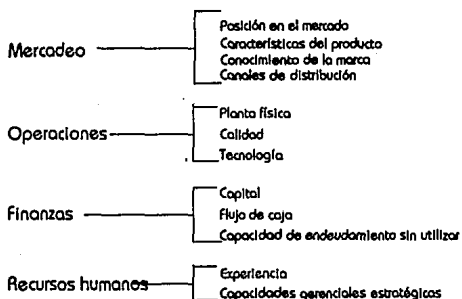 Mercadeo
Posición en el mercado
Características del producto
Conocimiento de la marca
Canales de distribución
Operaciones
Planta física
Calidad
Tecnología
Finanzas
Capital
Flujo de caja
Capacidad de endeudamiento sin utilizar
Recursos humanos
Experiencia
Capacidades gerenciales estratégicas